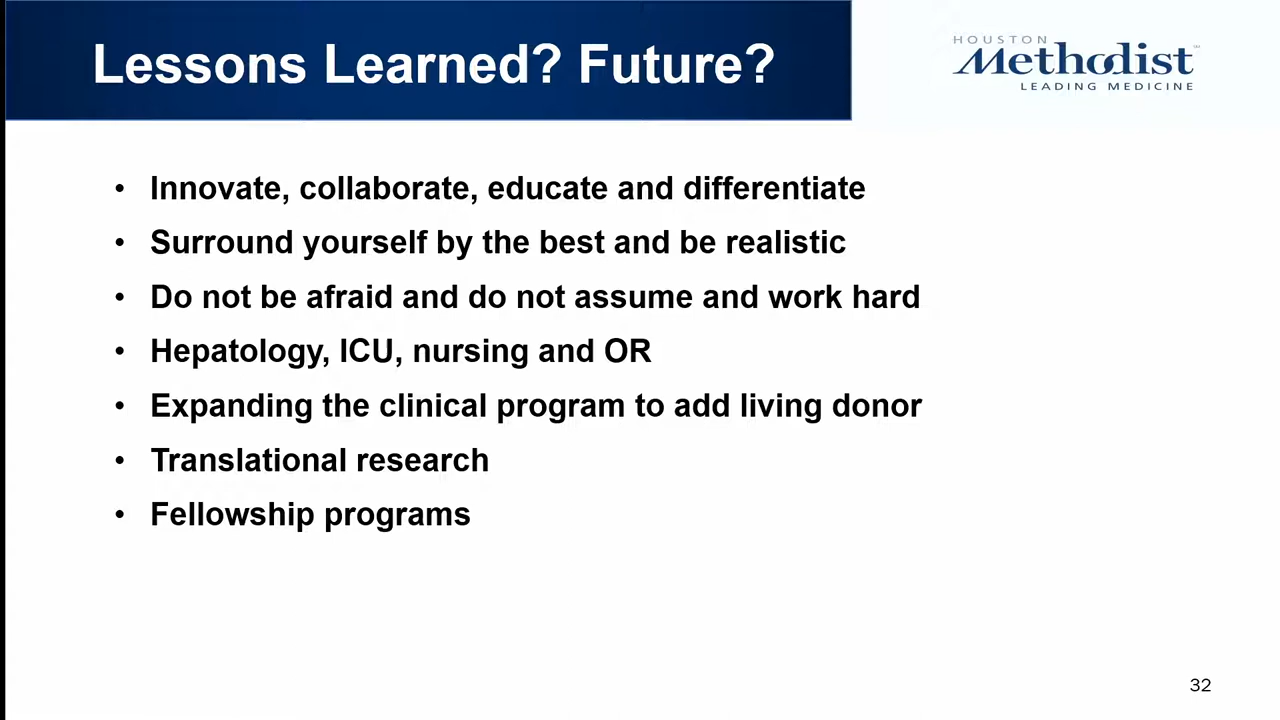 Lessons Learned? Future?
HOUSTON
Methodist
LEADING MEDICINE
• Innovate, collaborate, educate and differentiate
• Surround yourself by the best and be realistic
• Do not be afraid and do not assume and work hard
• Hepatology, ICU, nursing and OR
• Expanding the clinical program to add living donor
• Translational research
• Fellowship programs
32